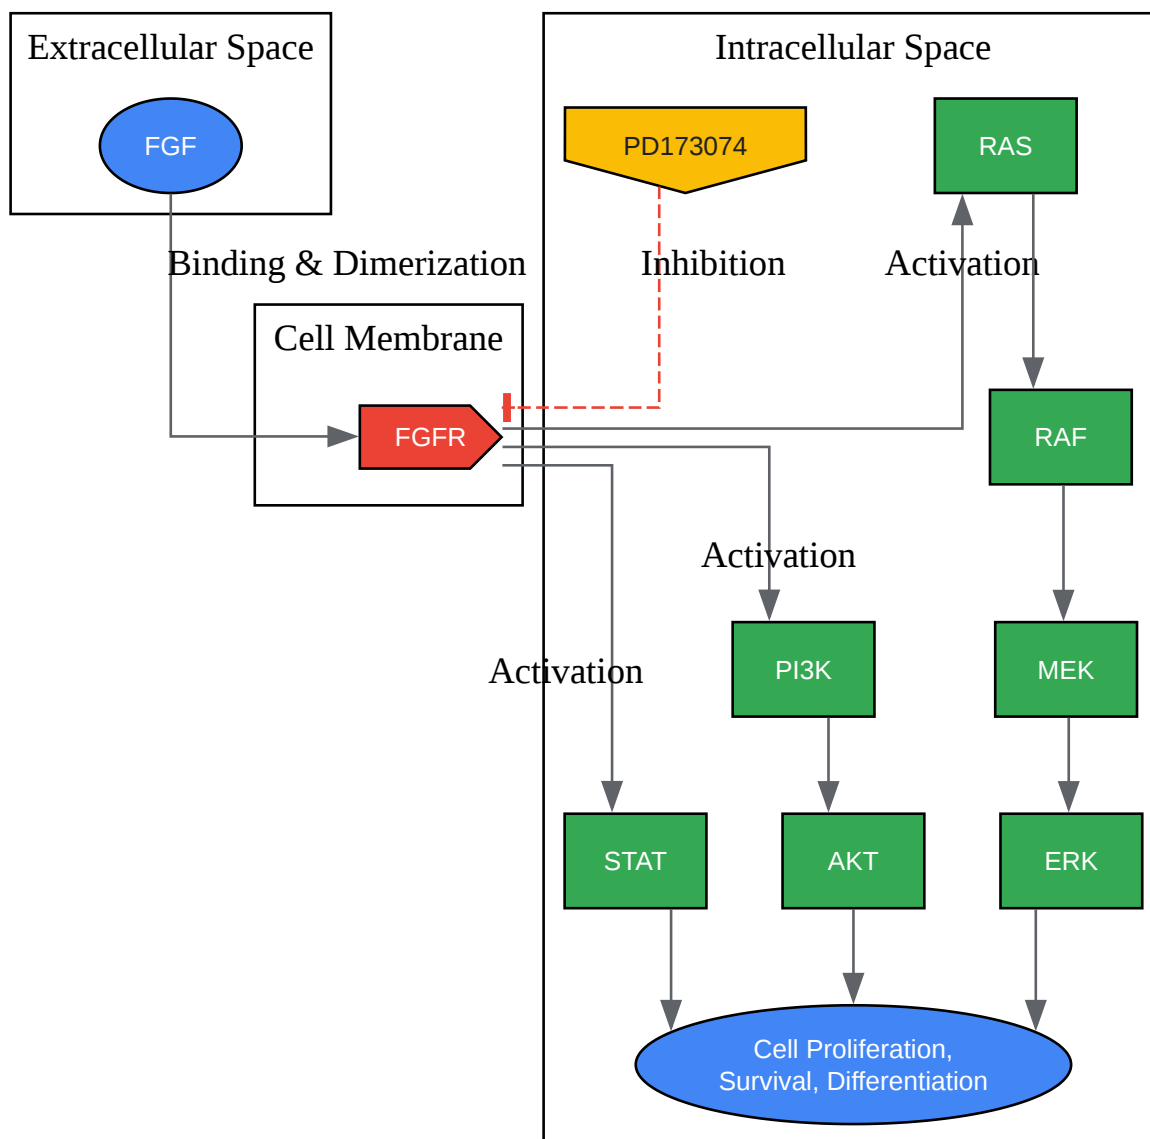 Extracellular Space
Intracellular Space
FGF
PD173074
RAS
Binding & Dimerization
Inhibition
Activation
Cell Membrane
FGFR
RAF
Activation
Activation
PI3K
MEK
STAT
AKT
ERK
Cell Proliferation,
Survival, Differentiation